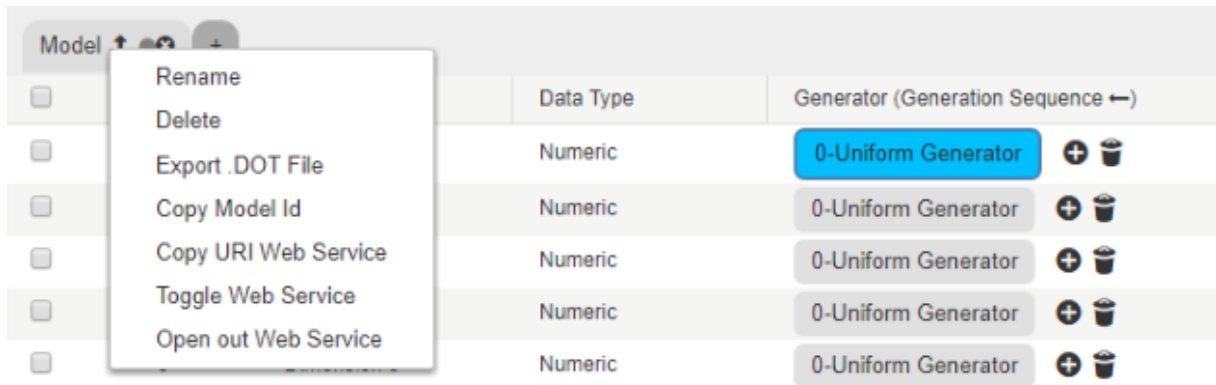 Model +
Rename
Delete
Export .DOT File
Copy Model Id
Copy URI Web Service
Toggle Web Service
Open out Web Service
Data Type Generator (Generation Sequence ←)
Numeric 0-Uniform Generator
Numeric 0-Uniform Generator
Numeric 0-Uniform Generator
Numeric 0-Uniform Generator
Numeric 0-Uniform Generator